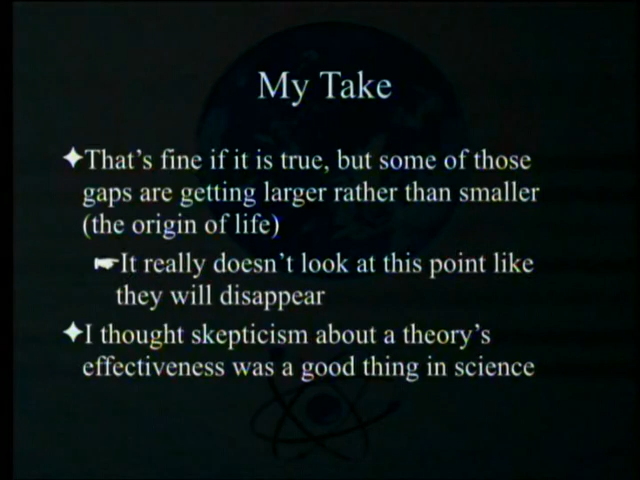 My Take
✦That's fine if it is true, but some of those
gaps are getting larger rather than smaller
(the origin of life)
☛It really doesn't look at this point like
they will disappear
✦I thought skepticism about a theory's
effectiveness was a good thing in science